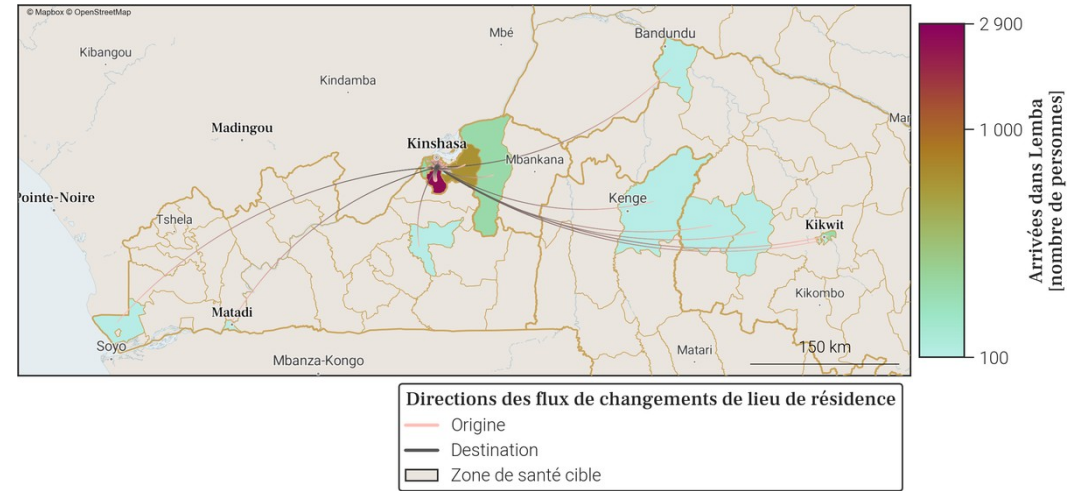 © Mapbox © OpenStreetMap
Kibangou
Mbé
Bandundu
Kindamba
Madingou
Kinshasa
Mar
Mbankana
Pointe-Noire
Kenge
Tshela
Kikwit
Kikombo
Matadi
Soyo
Mbanza-Kongo
Matari
150 km
2 900
1 000
100
Arrivées dans Lemba
[nombre de personnes]
Directions des flux de changements de lieu de résidence
Origine
Destination
Zone de santé cible